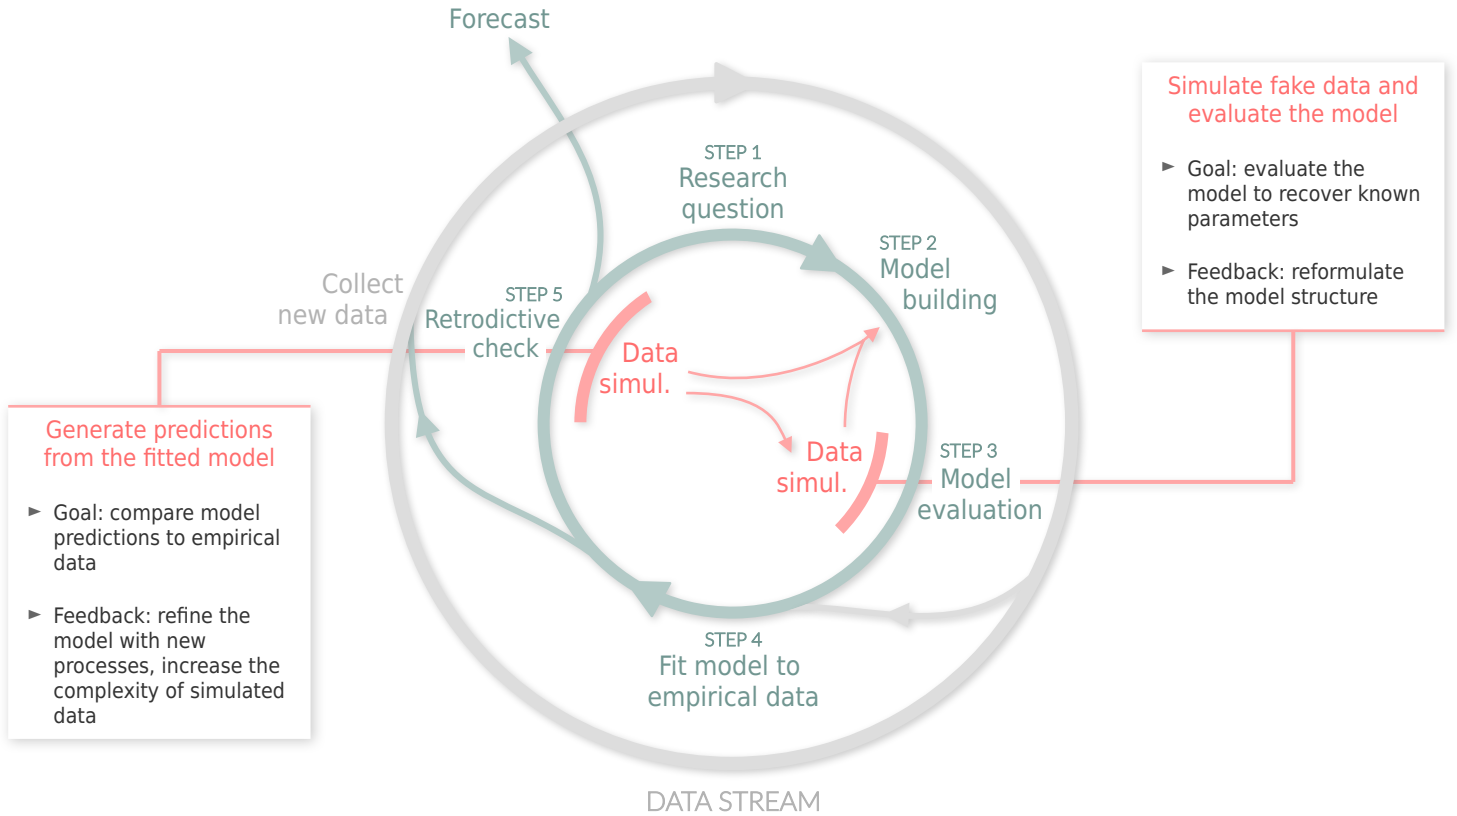 Forecast
STEP 1
Research
question
STEP 2
Model
building
STEP 3
Model
evaluation
STEP 4
Fit model to
empirical data
STEP 5
Retrodictive
check
Collect
new data
Data
simul.
Data
simul.
DATA STREAM
Simulate fake data and
evaluate the model
► Goal: evaluate the
model to recover known
parameters
► Feedback: reformulate
the model structure
Generate predictions
from the fitted model
► Goal: compare model
predictions to empirical
data
► Feedback: refine the
model with new
processes, increase the
complexity of simulated
data